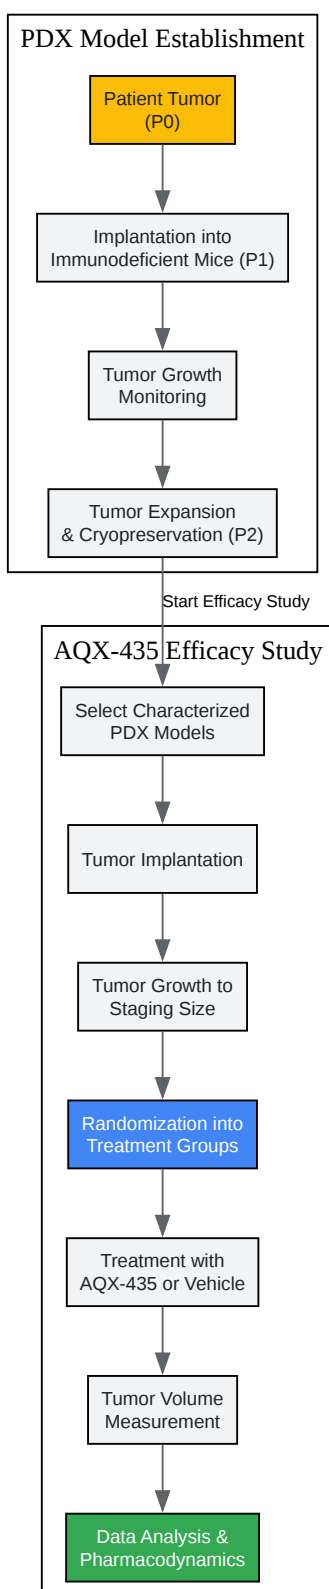 PDX Model Establishment
Patient Tumor
(P0)
Implantation into
Immunodeficient Mice (P1)
Tumor Growth
Monitoring
Tumor Expansion
& Cryopreservation (P2)
Start Efficacy Study
AQX-435 Efficacy Study
Select Characterized
PDX Models
Tumor Implantation
Tumor Growth to
Staging Size
Randomization into
Treatment Groups
Treatment with
AQX-435 or Vehicle
Tumor Volume
Measurement
Data Analysis &
Pharmacodynamics